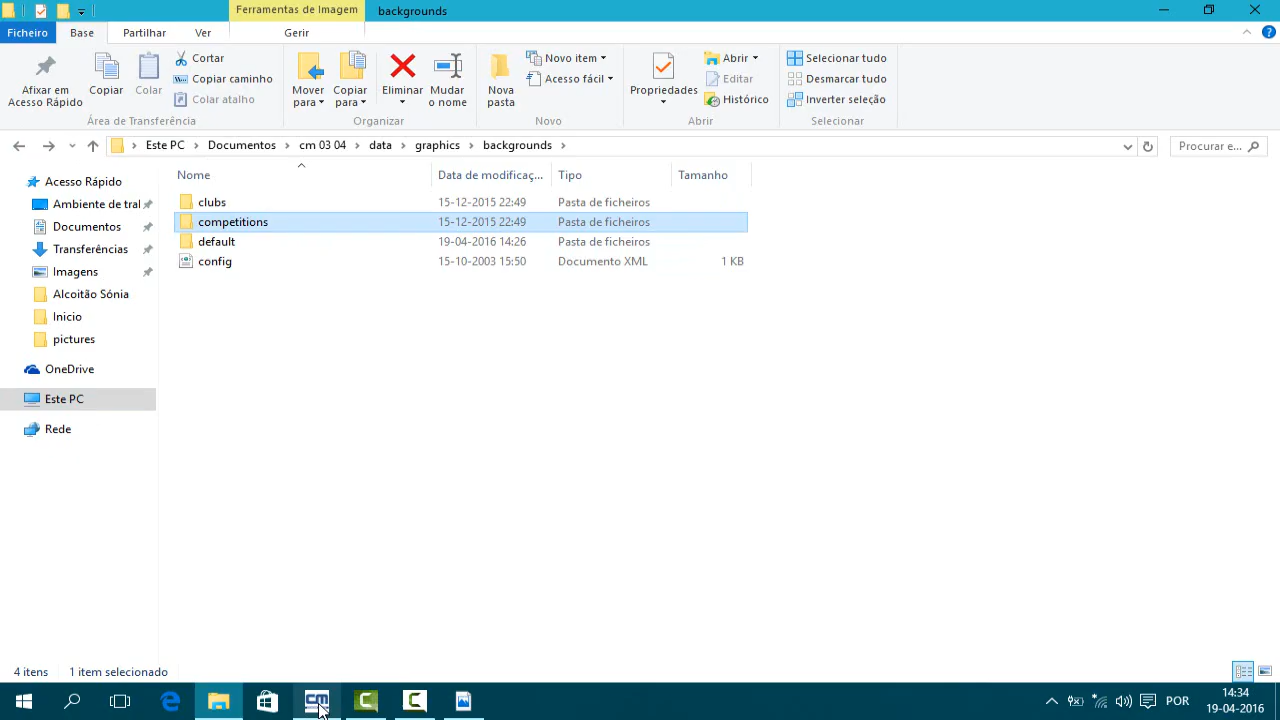 Ferramentas de Imagem
backgrounds
Ficheiro
Base
Partilhar
Ver
Gerir
Afixar em
Acesso Rápido
Copiar
Colar
Cortar
Copiar caminho
Colar atalho
Área de Transferência
Mover
para
Copiar
para
Eliminar
Mudar
o nome
Organizar
Nova
pasta
Novo item
Acesso fácil
Novo
Propriedades
Abrir
Editar
Histórico
Abrir
Selecionar tudo
Desmarcar tudo
Inverter seleção
Selecionar
Este PC
Documentos
cm 03 04
data
graphics
backgrounds
Procurar e...
Acesso Rápido
Ambiente de tral
Documentos
Transferências
Imagens
Alcoitão Sónia
Inicio
pictures
OneDrive
Este PC
Rede
Nome
Data de modificaç...
Tipo
Tamanho
clubs
15-12-2015 22:49
Pasta de ficheiros
competitions
15-12-2015 22:49
Pasta de ficheiros
default
19-04-2016 14:26
Pasta de ficheiros
config
15-10-2003 15:50
Documento XML
1 KB
4 itens
1 item selecionado
cm
POR
14:34
19-04-2016